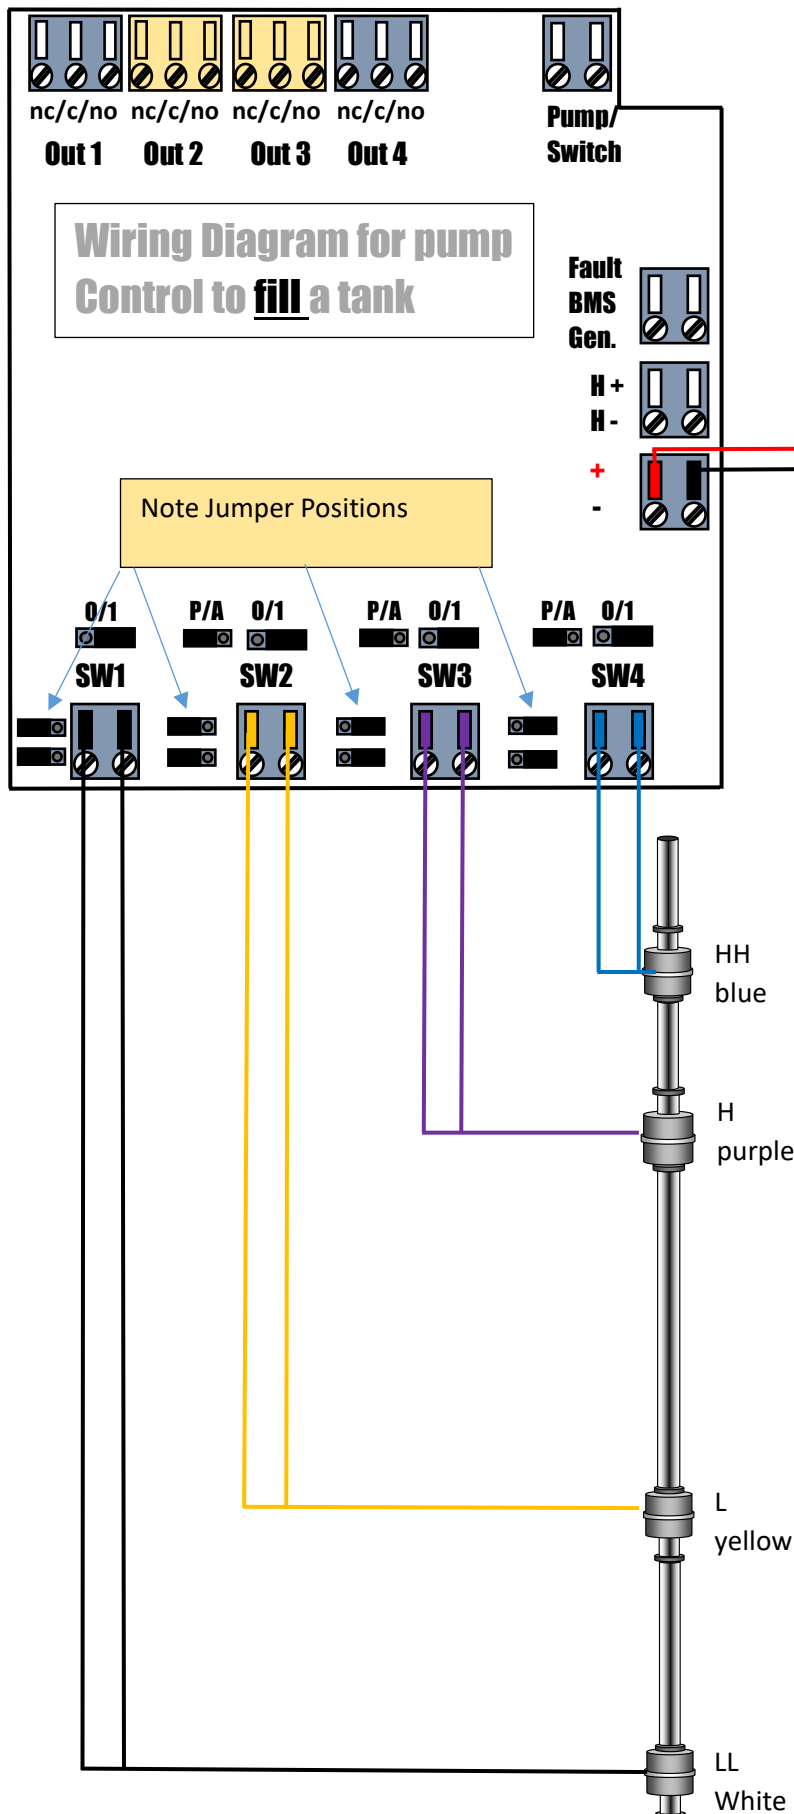 nc/c/no nc/c/no nc/c/no nc/c/no
Out 1 Out 2 Out 3 Out 4
Pump/
Switch
Wiring Diagram for pump
Control to fill a tank
Fault
BMS
Gen.
H +
H -
+
-
Note Jumper Positions
0/1 P/A 0/1 P/A 0/1 P/A 0/1
SW1 SW2 SW3 SW4
HH
blue
H
purple
L
yellow
LL
White